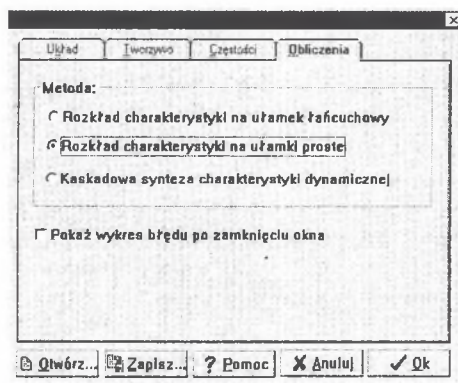 Układ Tworzywo Częstości Obliczenia
Metoda:
Rozkład charakterystyki na ułamek łańcuchowy
Rozkład charakterystyki na ułamki proste
Kaskadowa synteza charakterystyki dynamicznej
Pokaż wykres błędu po zamknięciu okna
Otwórz... Zapisz... ? Pomoc Anuluj Ok